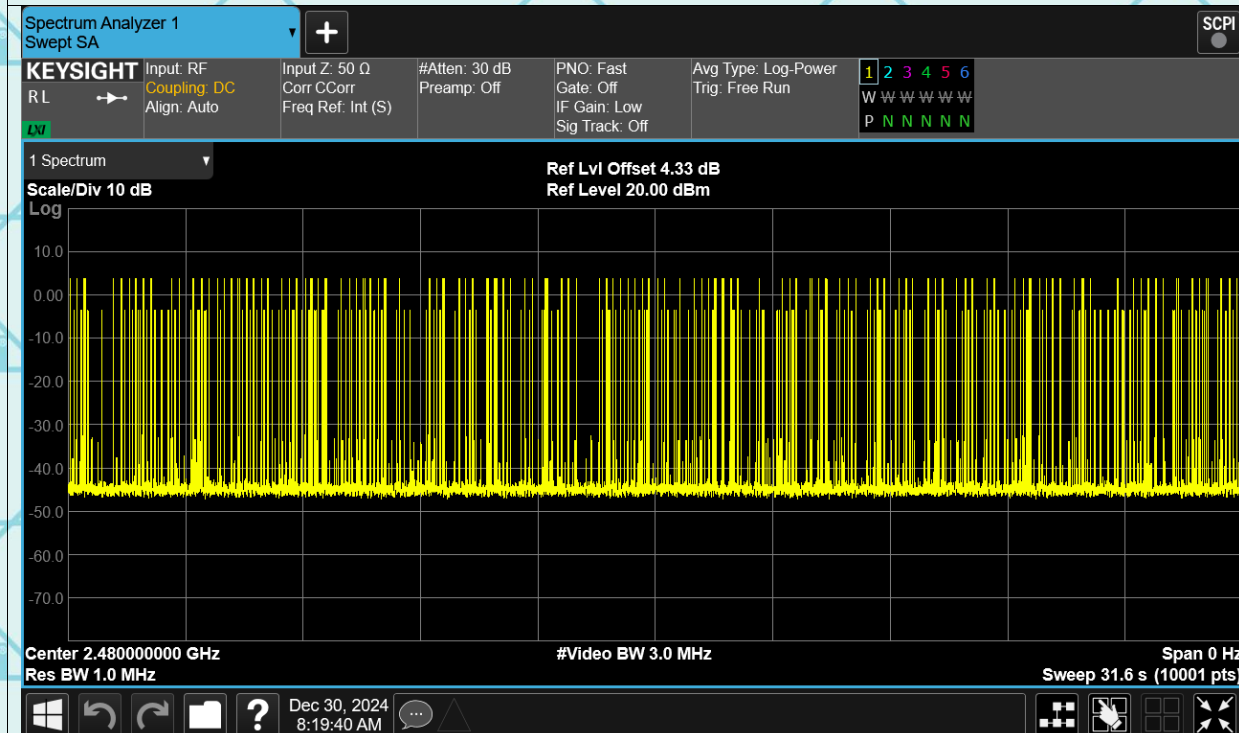 Spectrum Analyzer 1
Swept SA
SCPI
KEYSIGHT
RL
LXI
Input: RF
Coupling: DC
Align: Auto
Input Z: 50 Ω
Corr CCorr
Freq Ref: Int (S)
#Atten: 30 dB
Preamp: Off
PNO: Fast
Gate: Off
IF Gain: Low
Sig Track: Off
Avg Type: Log-Power
Trig: Free Run
1 2 3 4 5 6
W W W W W W
P N N N N N
1 Spectrum
Scale/Div 10 dB
Log
Ref Lvl Offset 4.33 dB
Ref Level 20.00 dBm
10.0
0.00
-10.0
-20.0
-30.0
-40.0
-50.0
-60.0
-70.0
Center 2.480000000 GHz
Res BW 1.0 MHz
#Video BW 3.0 MHz
Span 0 Hz
Sweep 31.6 s (10001 pts)
?
Dec 30, 2024
8:19:40 AM